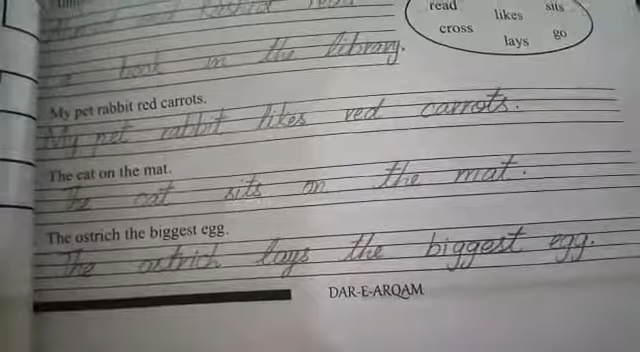 read likes sits
cross lays go
book in the library.
My pet rabbit red carrots.
My pet rabbit likes red carrots.
The cat on the mat.
The cat sits on the mat.
The ostrich the biggest egg.
The ostrich lays the biggest egg.
DAR-E-ARQAM